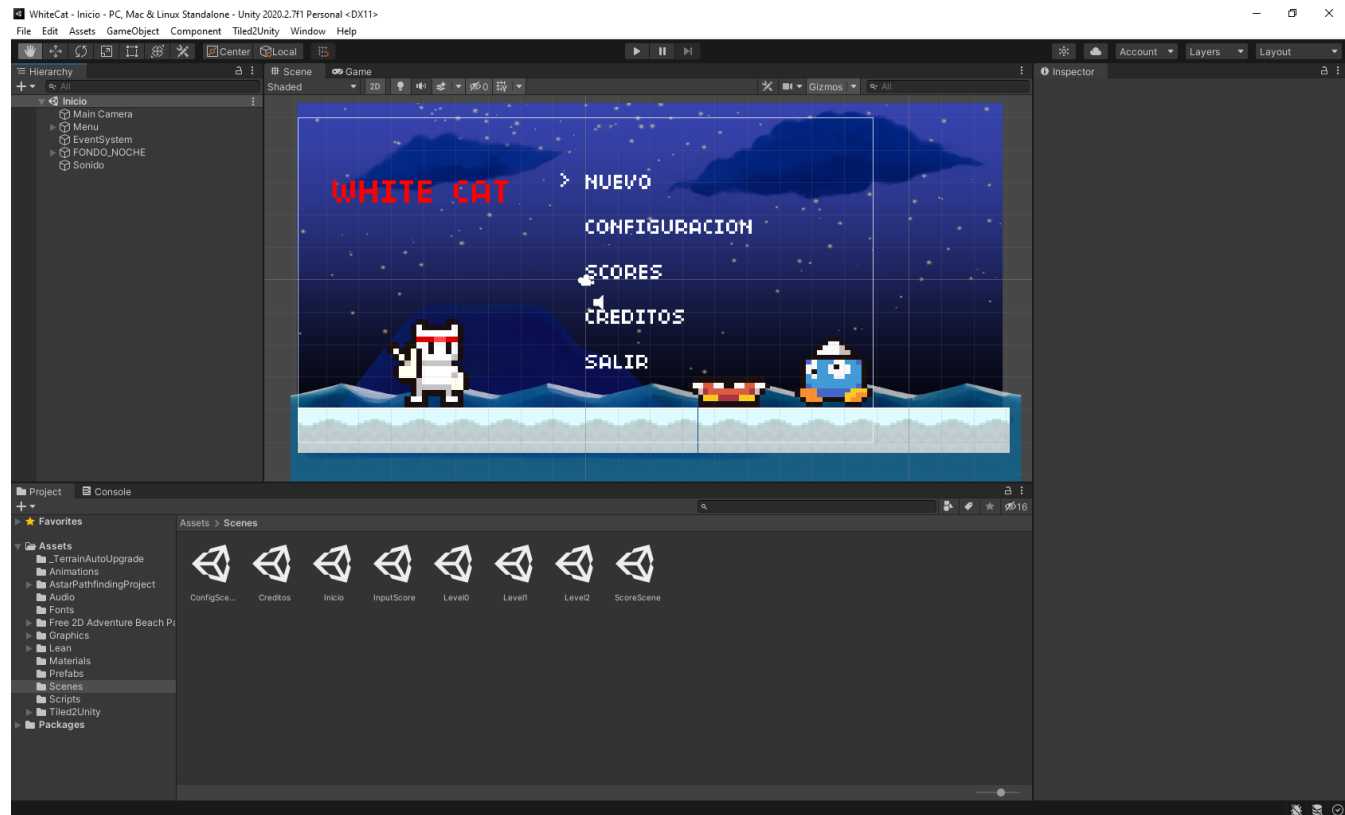 WhiteCat - Inicio - PC, Mac & Linux Standalone - Unity 2020.2.7f1 Personal <DX11>
File Edit Assets GameObject Component Tiled2Unity Window Help
Center Local Account Layers Layout
Hierarchy Scene Game Inspector
All Shaded 2D 0 Gizmos All
Inicio
Main Camera
Menu
EventSystem
FONDO_NOCHE
Sonido
WHITE CAT
> NUEVO
CONFIGURACION
SCORES
CREDITOS
SALIR
Project Console
16
Favorites
Assets > Scenes
Assets
_TerrainAutoUpgrade
Animations
AstarPathfindingProject
Audio
Fonts
Free 2D Adventure Beach Pa
Graphics
Lean
Materials
Prefabs
Scenes
Scripts
Tiled2Unity
Packages
ConfigSce... Creditos Inicio InputScore Level0 Level1 Level2 ScoreScene